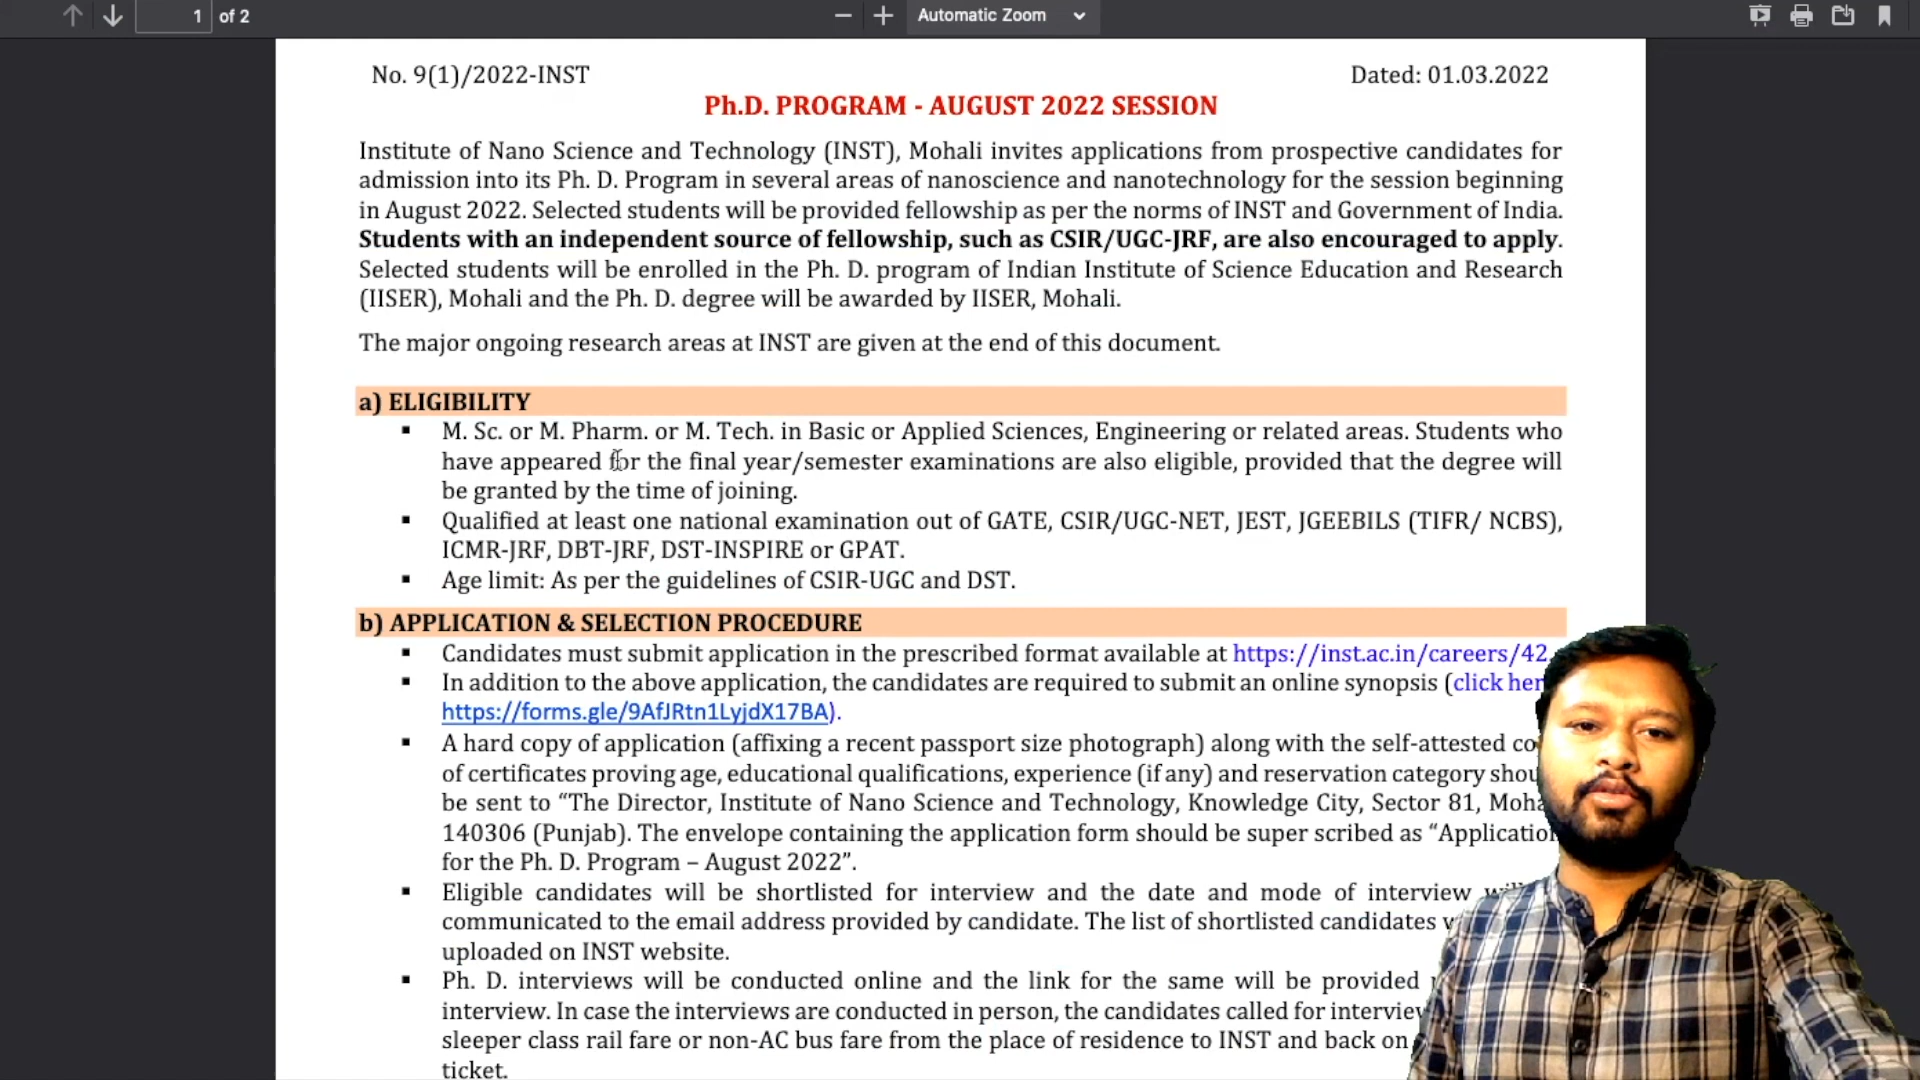 1 of 2
Automatic Zoom
No. 9(1)/2022-INST Dated: 01.03.2022
Ph.D. PROGRAM - AUGUST 2022 SESSION
Institute of Nano Science and Technology (INST), Mohali invites applications from prospective candidates for
admission into its Ph. D. Program in several areas of nanoscience and nanotechnology for the session beginning
in August 2022. Selected students will be provided fellowship as per the norms of INST and Government of India.
Students with an independent source of fellowship, such as CSIR/UGC-JRF, are also encouraged to apply.
Selected students will be enrolled in the Ph. D. program of Indian Institute of Science Education and Research
(IISER), Mohali and the Ph. D. degree will be awarded by IISER, Mohali.
The major ongoing research areas at INST are given at the end of this document.
a) ELIGIBILITY
▪ M. Sc. or M. Pharm. or M. Tech. in Basic or Applied Sciences, Engineering or related areas. Students who
have appeared for the final year/semester examinations are also eligible, provided that the degree will
be granted by the time of joining.
▪ Qualified at least one national examination out of GATE, CSIR/UGC-NET, JEST, JGEEBILS (TIFR/ NCBS),
ICMR-JRF, DBT-JRF, DST-INSPIRE or GPAT.
▪ Age limit: As per the guidelines of CSIR-UGC and DST.
b) APPLICATION & SELECTION PROCEDURE
▪ Candidates must submit application in the prescribed format available at https://inst.ac.in/careers/42.
▪ In addition to the above application, the candidates are required to submit an online synopsis (click her
https://forms.gle/9AfJRtn1LyjdX17BA).
▪ A hard copy of application (affixing a recent passport size photograph) along with the self-attested co
of certificates proving age, educational qualifications, experience (if any) and reservation category shou
be sent to “The Director, Institute of Nano Science and Technology, Knowledge City, Sector 81, Moha
140306 (Punjab). The envelope containing the application form should be super scribed as “Applicatio
for the Ph. D. Program – August 2022”.
▪ Eligible candidates will be shortlisted for interview and the date and mode of interview will
communicated to the email address provided by candidate. The list of shortlisted candidates
uploaded on INST website.
▪ Ph. D. interviews will be conducted online and the link for the same will be provided
interview. In case the interviews are conducted in person, the candidates called for interview
sleeper class rail fare or non-AC bus fare from the place of residence to INST and back on
ticket.